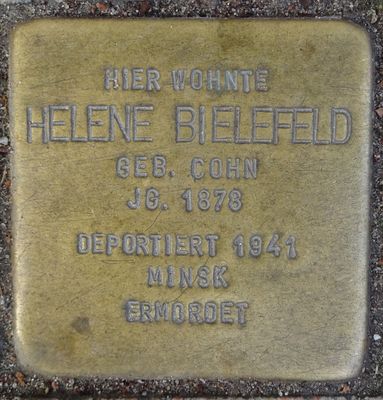 HIER WOHNTE
HELENE BIELEFELD
GEB. COHN
JG. 1878
DEPORTIERT 1941
MINSK
ERMORDET